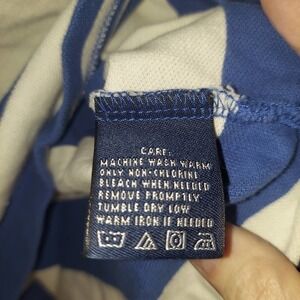 CARE:
MACHINE WASH WARM
ONLY NON-CHLORINE
BLEACH WHEN NEEDED
REMOVE PROMPTLY
TUMBLE DRY LOW
WARM IRON IF NEEDED